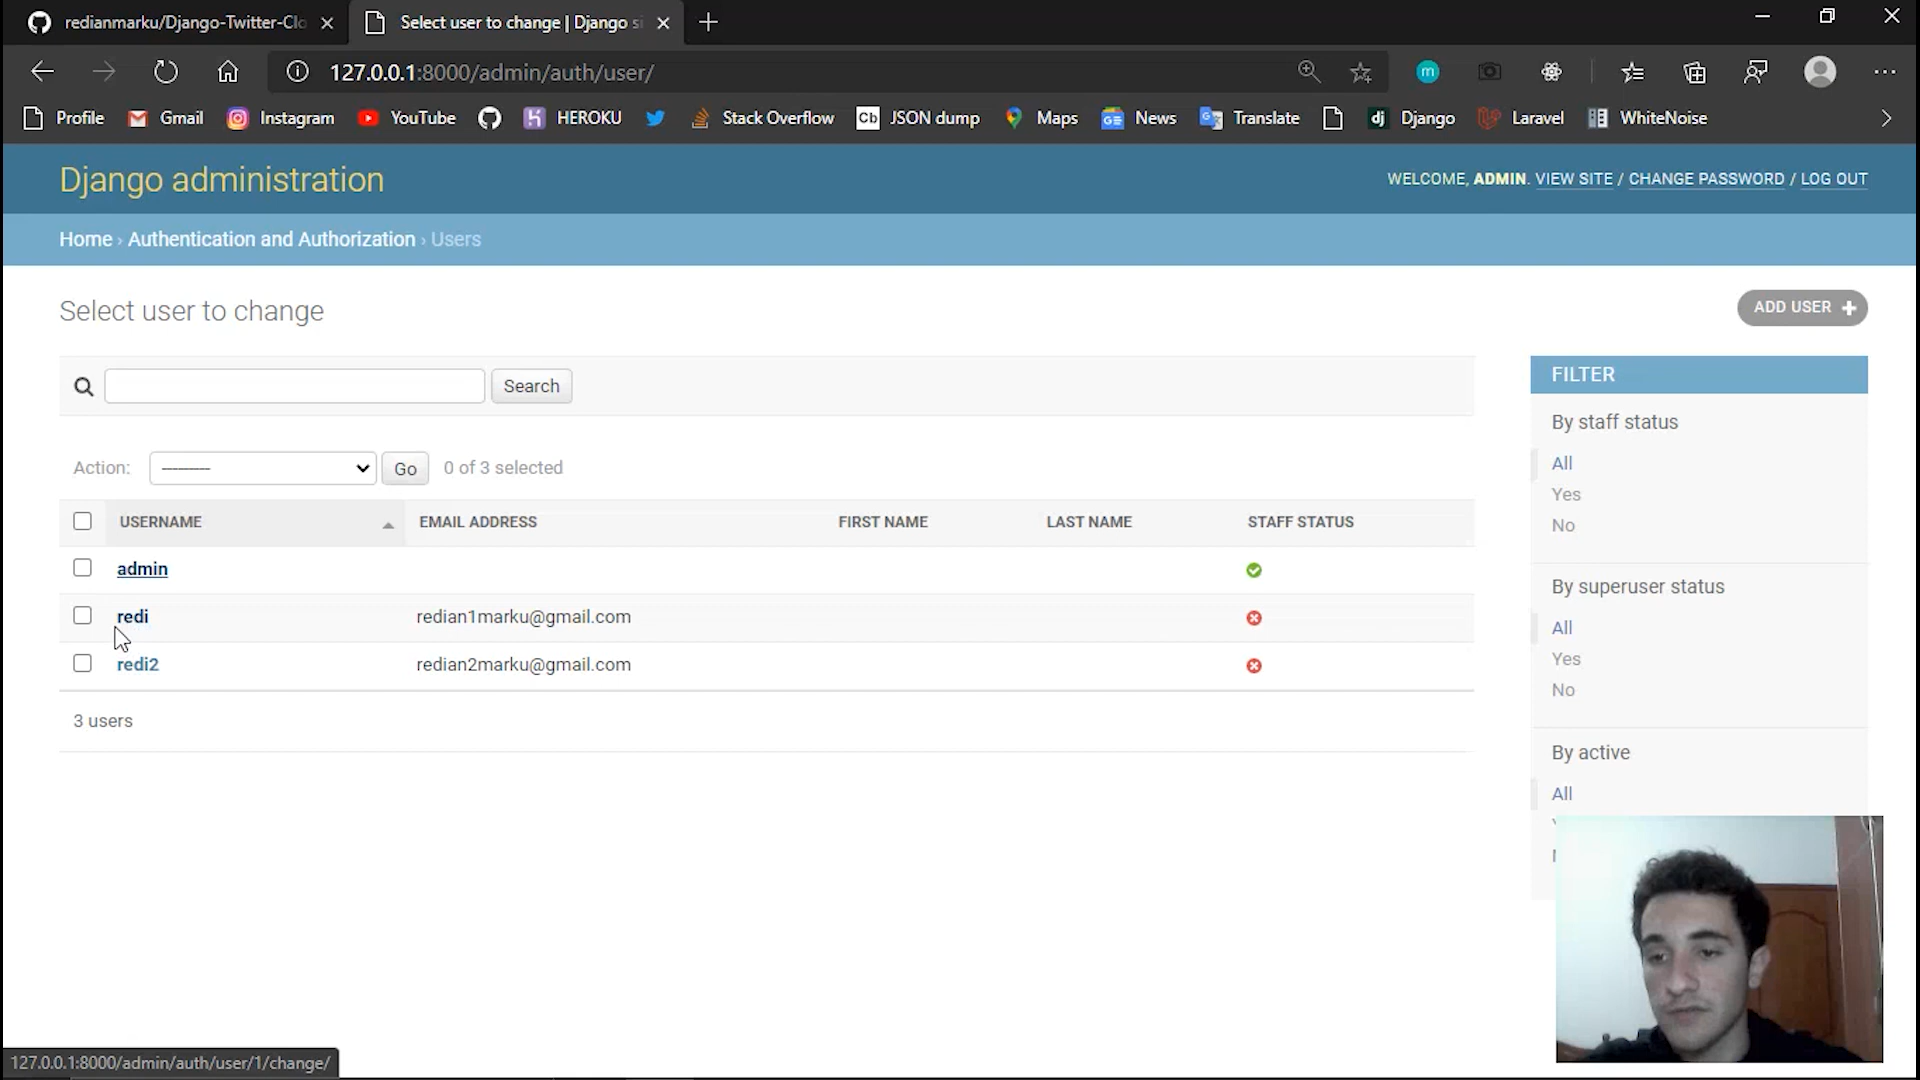 redianmarku/Django-Twitter-Clo
Select user to change | Django si
127.0.0.1:8000/admin/auth/user/
m
Profile Gmail Instagram YouTube HEROKU Stack Overflow Cb JSON dump Maps GE News Translate dj Django Laravel WhiteNoise
Django administration
WELCOME, ADMIN. VIEW SITE / CHANGE PASSWORD / LOG OUT
Home › Authentication and Authorization › Users
Select user to change
ADD USER +
Search
FILTER
By staff status
All
Yes
No
By superuser status
All
Yes
No
By active
All
Action: --------- Go 0 of 3 selected
USERNAME EMAIL ADDRESS FIRST NAME LAST NAME STAFF STATUS
admin
redi redian1marku@gmail.com
redi2 redian2marku@gmail.com
3 users
127.0.0.1:8000/admin/auth/user/1/change/